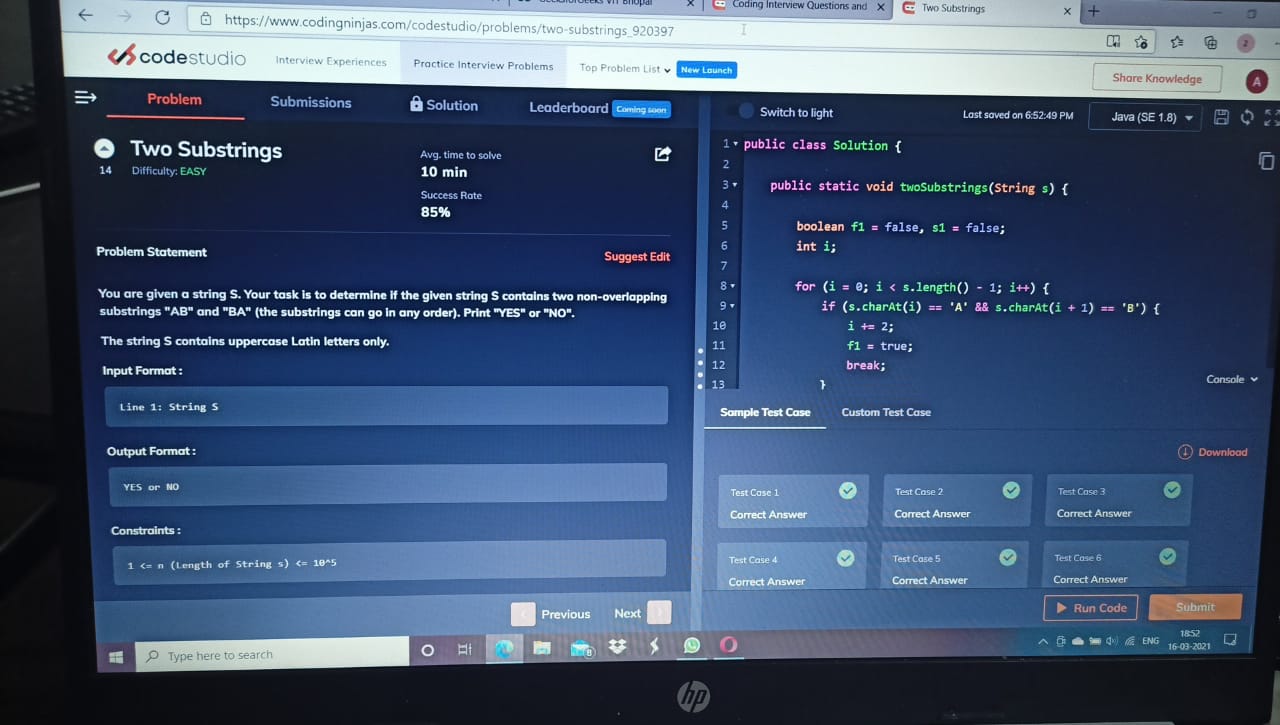 Coding Interview Questions and
Two Substrings
https://www.codingninjas.com/codestudio/problems/two-substrings_920397
codestudio
Interview Experiences
Practice Interview Problems
Top Problem List
New Launch
Share Knowledge
A
Problem
Submissions
Solution
Leaderboard
Coming soon
Two Substrings
14
Difficulty: EASY
Avg. time to solve
10 min
Success Rate
85%
Problem Statement
Suggest Edit
You are given a string S. Your task is to determine if the given string S contains two non-overlapping
substrings "AB" and "BA" (the substrings can go in any order). Print "YES" or "NO".
The string S contains uppercase Latin letters only.
Input Format :
Line 1: String S
Output Format :
YES or NO
Constraints :
1 <= n (Length of String s) <= 10^5
Previous
Next
Switch to light
Last saved on 6:52:49 PM
Java (SE 1.8)
1 public class Solution {
2
3 public static void twoSubstrings(String s) {
4
5 boolean f1 = false, s1 = false;
6 int i;
7
8 for (i = 0; i < s.length() - 1; i++) {
9 if (s.charAt(i) == 'A' && s.charAt(i + 1) == 'B') {
10 i += 2;
11 f1 = true;
12 break;
13 }
Console
Sample Test Case
Custom Test Case
Download
Test Case 1
Correct Answer
Test Case 2
Correct Answer
Test Case 3
Correct Answer
Test Case 4
Correct Answer
Test Case 5
Correct Answer
Test Case 6
Correct Answer
Run Code
Submit
Type here to search
8
ENG
18:52
16-03-2021
hp